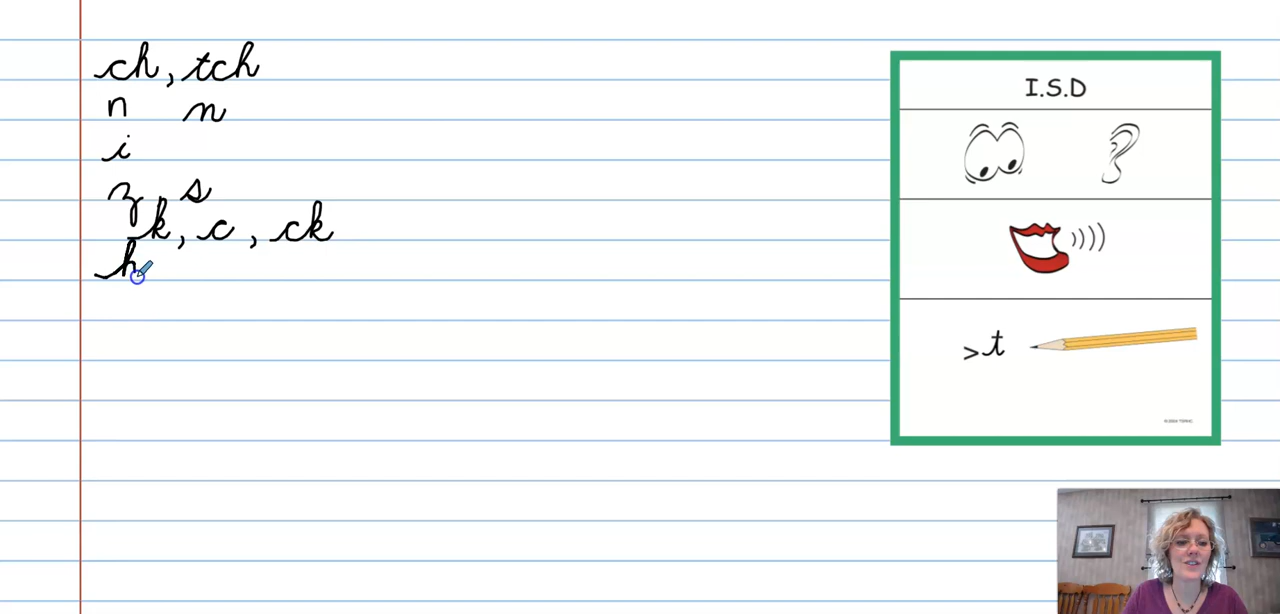 ch, tch
n n
i
z, s
k, c, ck
h
I.S.D
>t